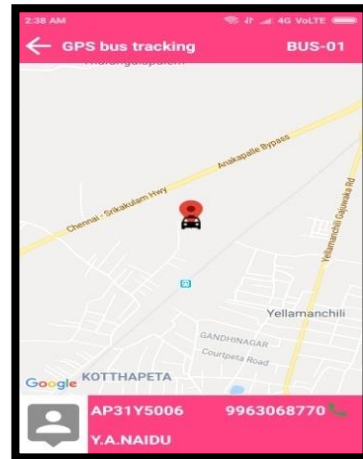 2:38 AM 4G VoLTE
GPS bus tracking BUS-01
Tharangulapalem
Anakapalle Bypass
Chennai - Srikakulam Hwy
Yellamanchili Gajuwaka Rd
Yellamanchili
GANDHINAGAR
Courtpeta Road
KOTTHAPETA
Google
AP31Y5006 9963068770
Y.A.NAIDU